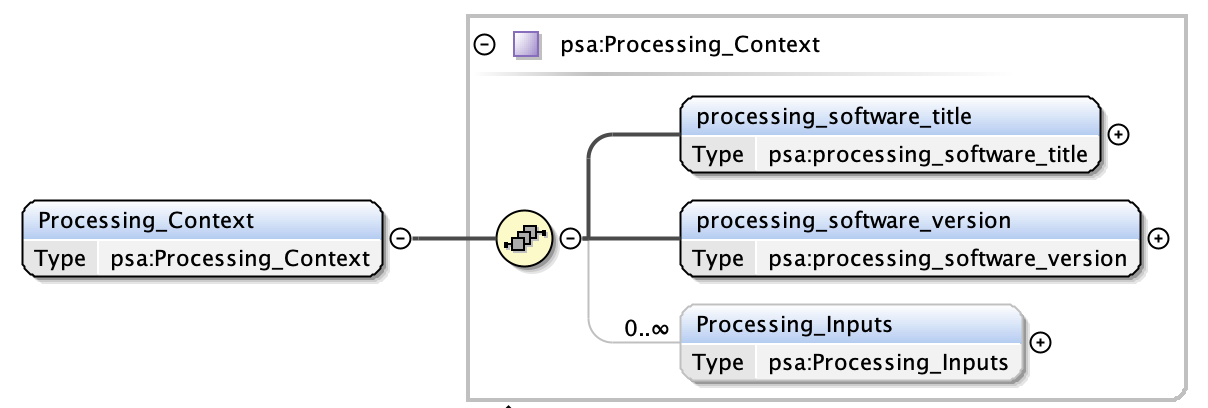 psa:Processing_Context
processing_software_title
Type psa:processing_software_title
Processing_Context
Type psa:Processing_Context
processing_software_version
Type psa:processing_software_version
0..∞
Processing_Inputs
Type psa:Processing_Inputs